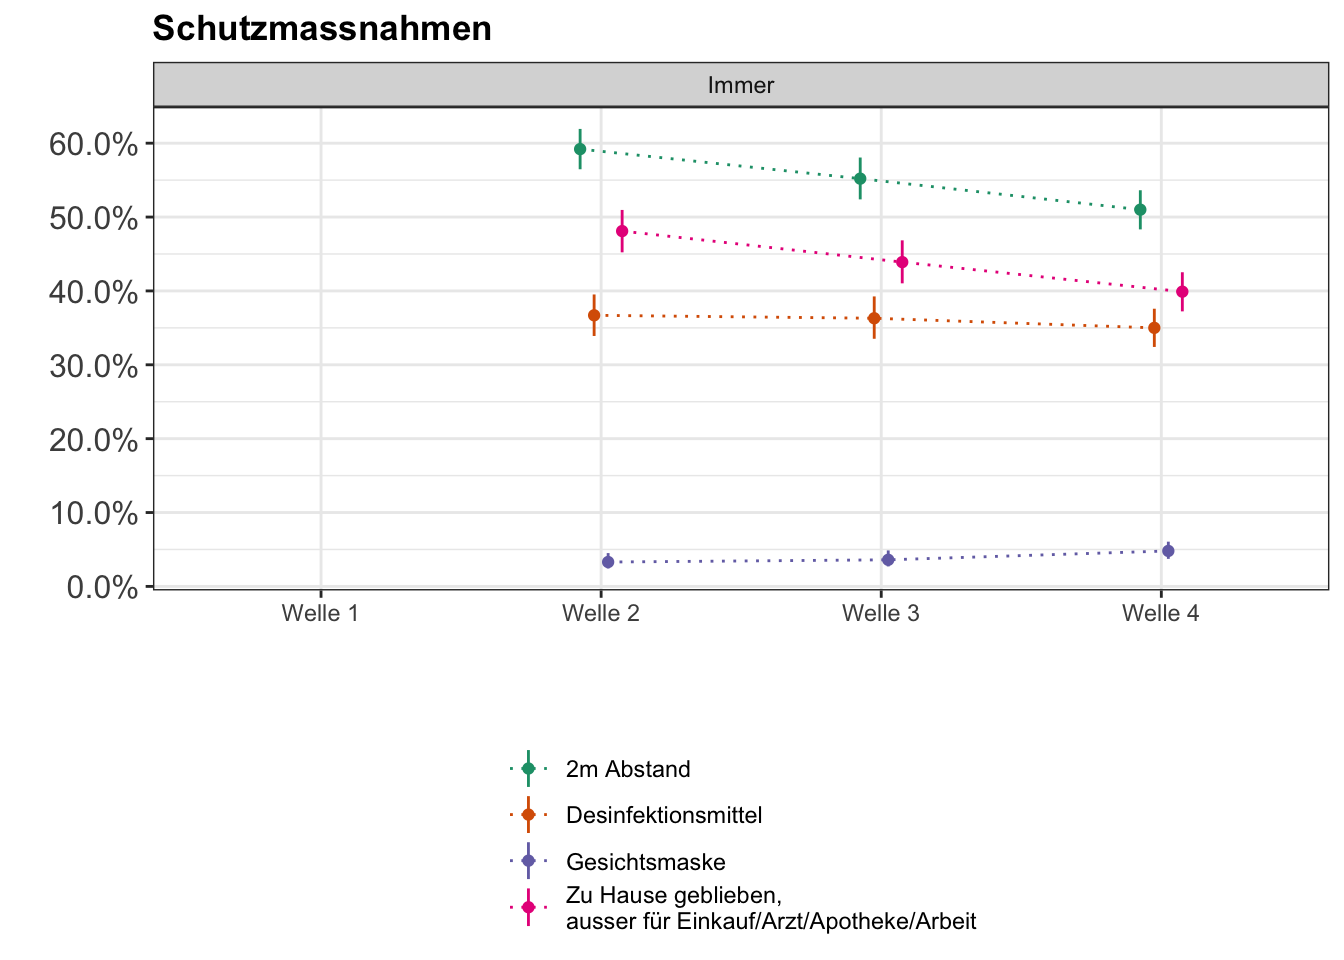 Schutzmassnahmen
Immer
60.0%
50.0%
40.0%
30.0%
20.0%
10.0%
0.0%
Welle 1
Welle 2
Welle 3
Welle 4
2m Abstand
Desinfektionsmittel
Gesichtsmaske
Zu Hause geblieben,
ausser für Einkauf/Arzt/Apotheke/Arbeit